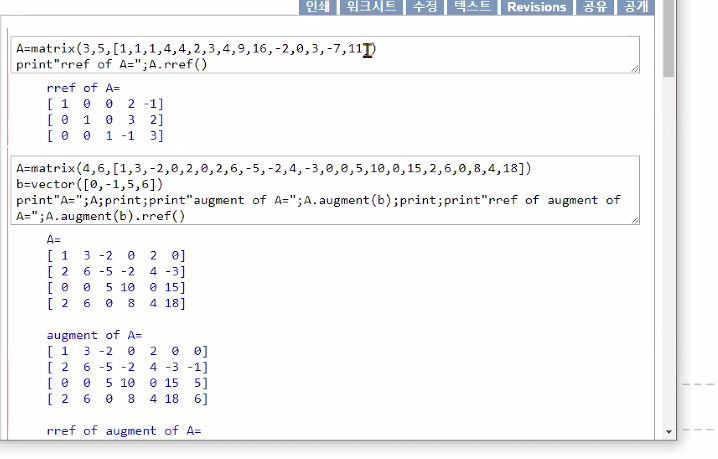 인쇄 워크시트 수정 텍스트 Revisions 공유 공개
A=matrix(3,5,[1,1,1,4,4,2,3,4,9,16,-2,0,3,-7,11])
print"rref of A=";A.rref()
rref of A=
[ 1 0 0 2 -1]
[ 0 1 0 3 2]
[ 0 0 1 -1 3]
A=matrix(4,6,[1,3,-2,0,2,0,2,6,-5,-2,4,-3,0,0,5,10,0,15,2,6,0,8,4,18])
b=vector([0,-1,5,6])
print"A=";A;print;print"augment of A=";A.augment(b);print;print"rref of augment of
A=";A.augment(b).rref()
A=
[ 1 3 -2 0 2 0]
[ 2 6 -5 -2 4 -3]
[ 0 0 5 10 0 15]
[ 2 6 0 8 4 18]
augment of A=
[ 1 3 -2 0 2 0 0]
[ 2 6 -5 -2 4 -3 -1]
[ 0 0 5 10 0 15 5]
[ 2 6 0 8 4 18 6]
rref of augment of A=